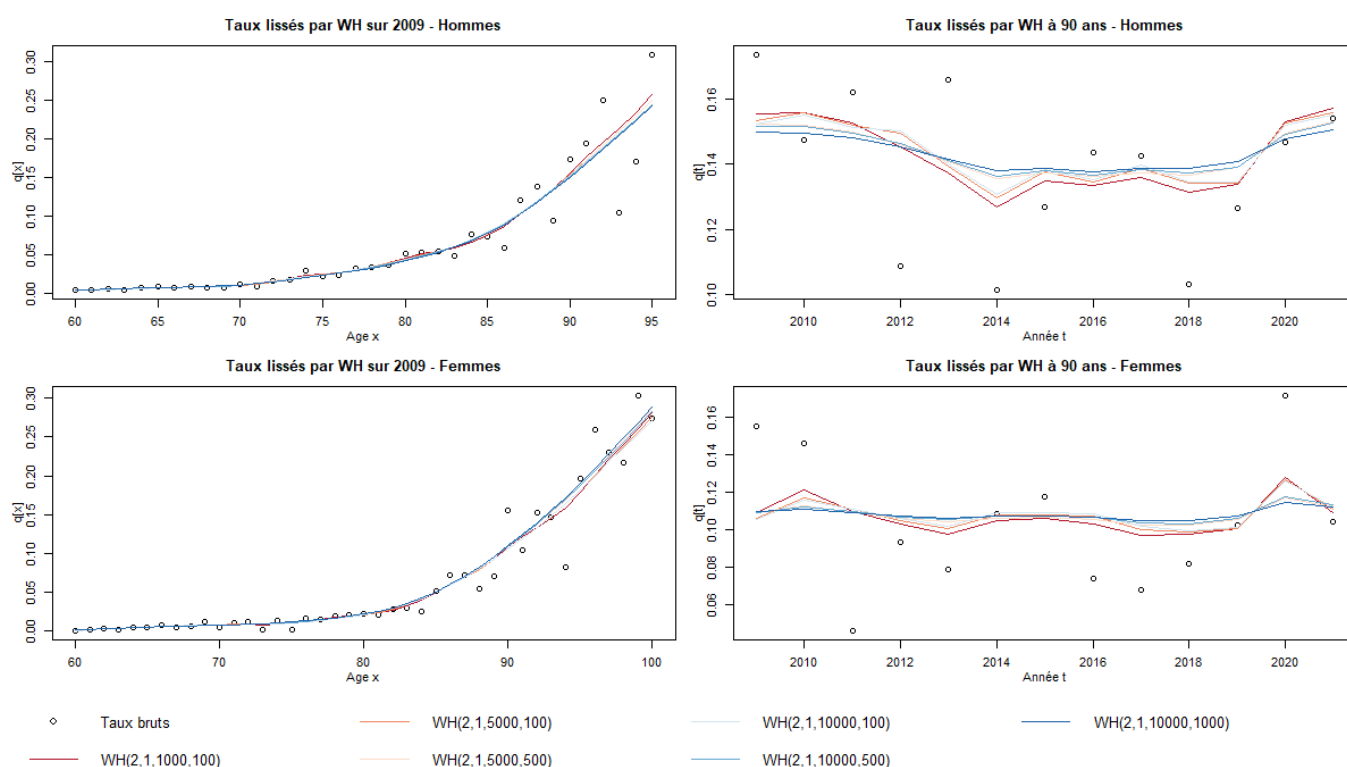 Taux lissés par WH sur 2009 - Hommes
q[x]
0.00 0.05 0.10 0.15 0.20 0.25 0.30
60 65 70 75 80 85 90 95
Age x
Taux lissés par WH à 90 ans - Hommes
q[t]
0.10 0.12 0.14 0.16
2010 2012 2014 2016 2018 2020
Année t
Taux lissés par WH sur 2009 - Femmes
q[x]
0.00 0.05 0.10 0.15 0.20 0.25 0.30
60 70 80 90 100
Age x
Taux lissés par WH à 90 ans - Femmes
q[t]
0.06 0.08 0.10 0.12 0.14 0.16
2010 2012 2014 2016 2018 2020
Année t
Taux bruts
WH(2,1,5000,100)
WH(2,1,10000,100)
WH(2,1,10000,1000)
WH(2,1,1000,100)
WH(2,1,5000,500)
WH(2,1,10000,500)